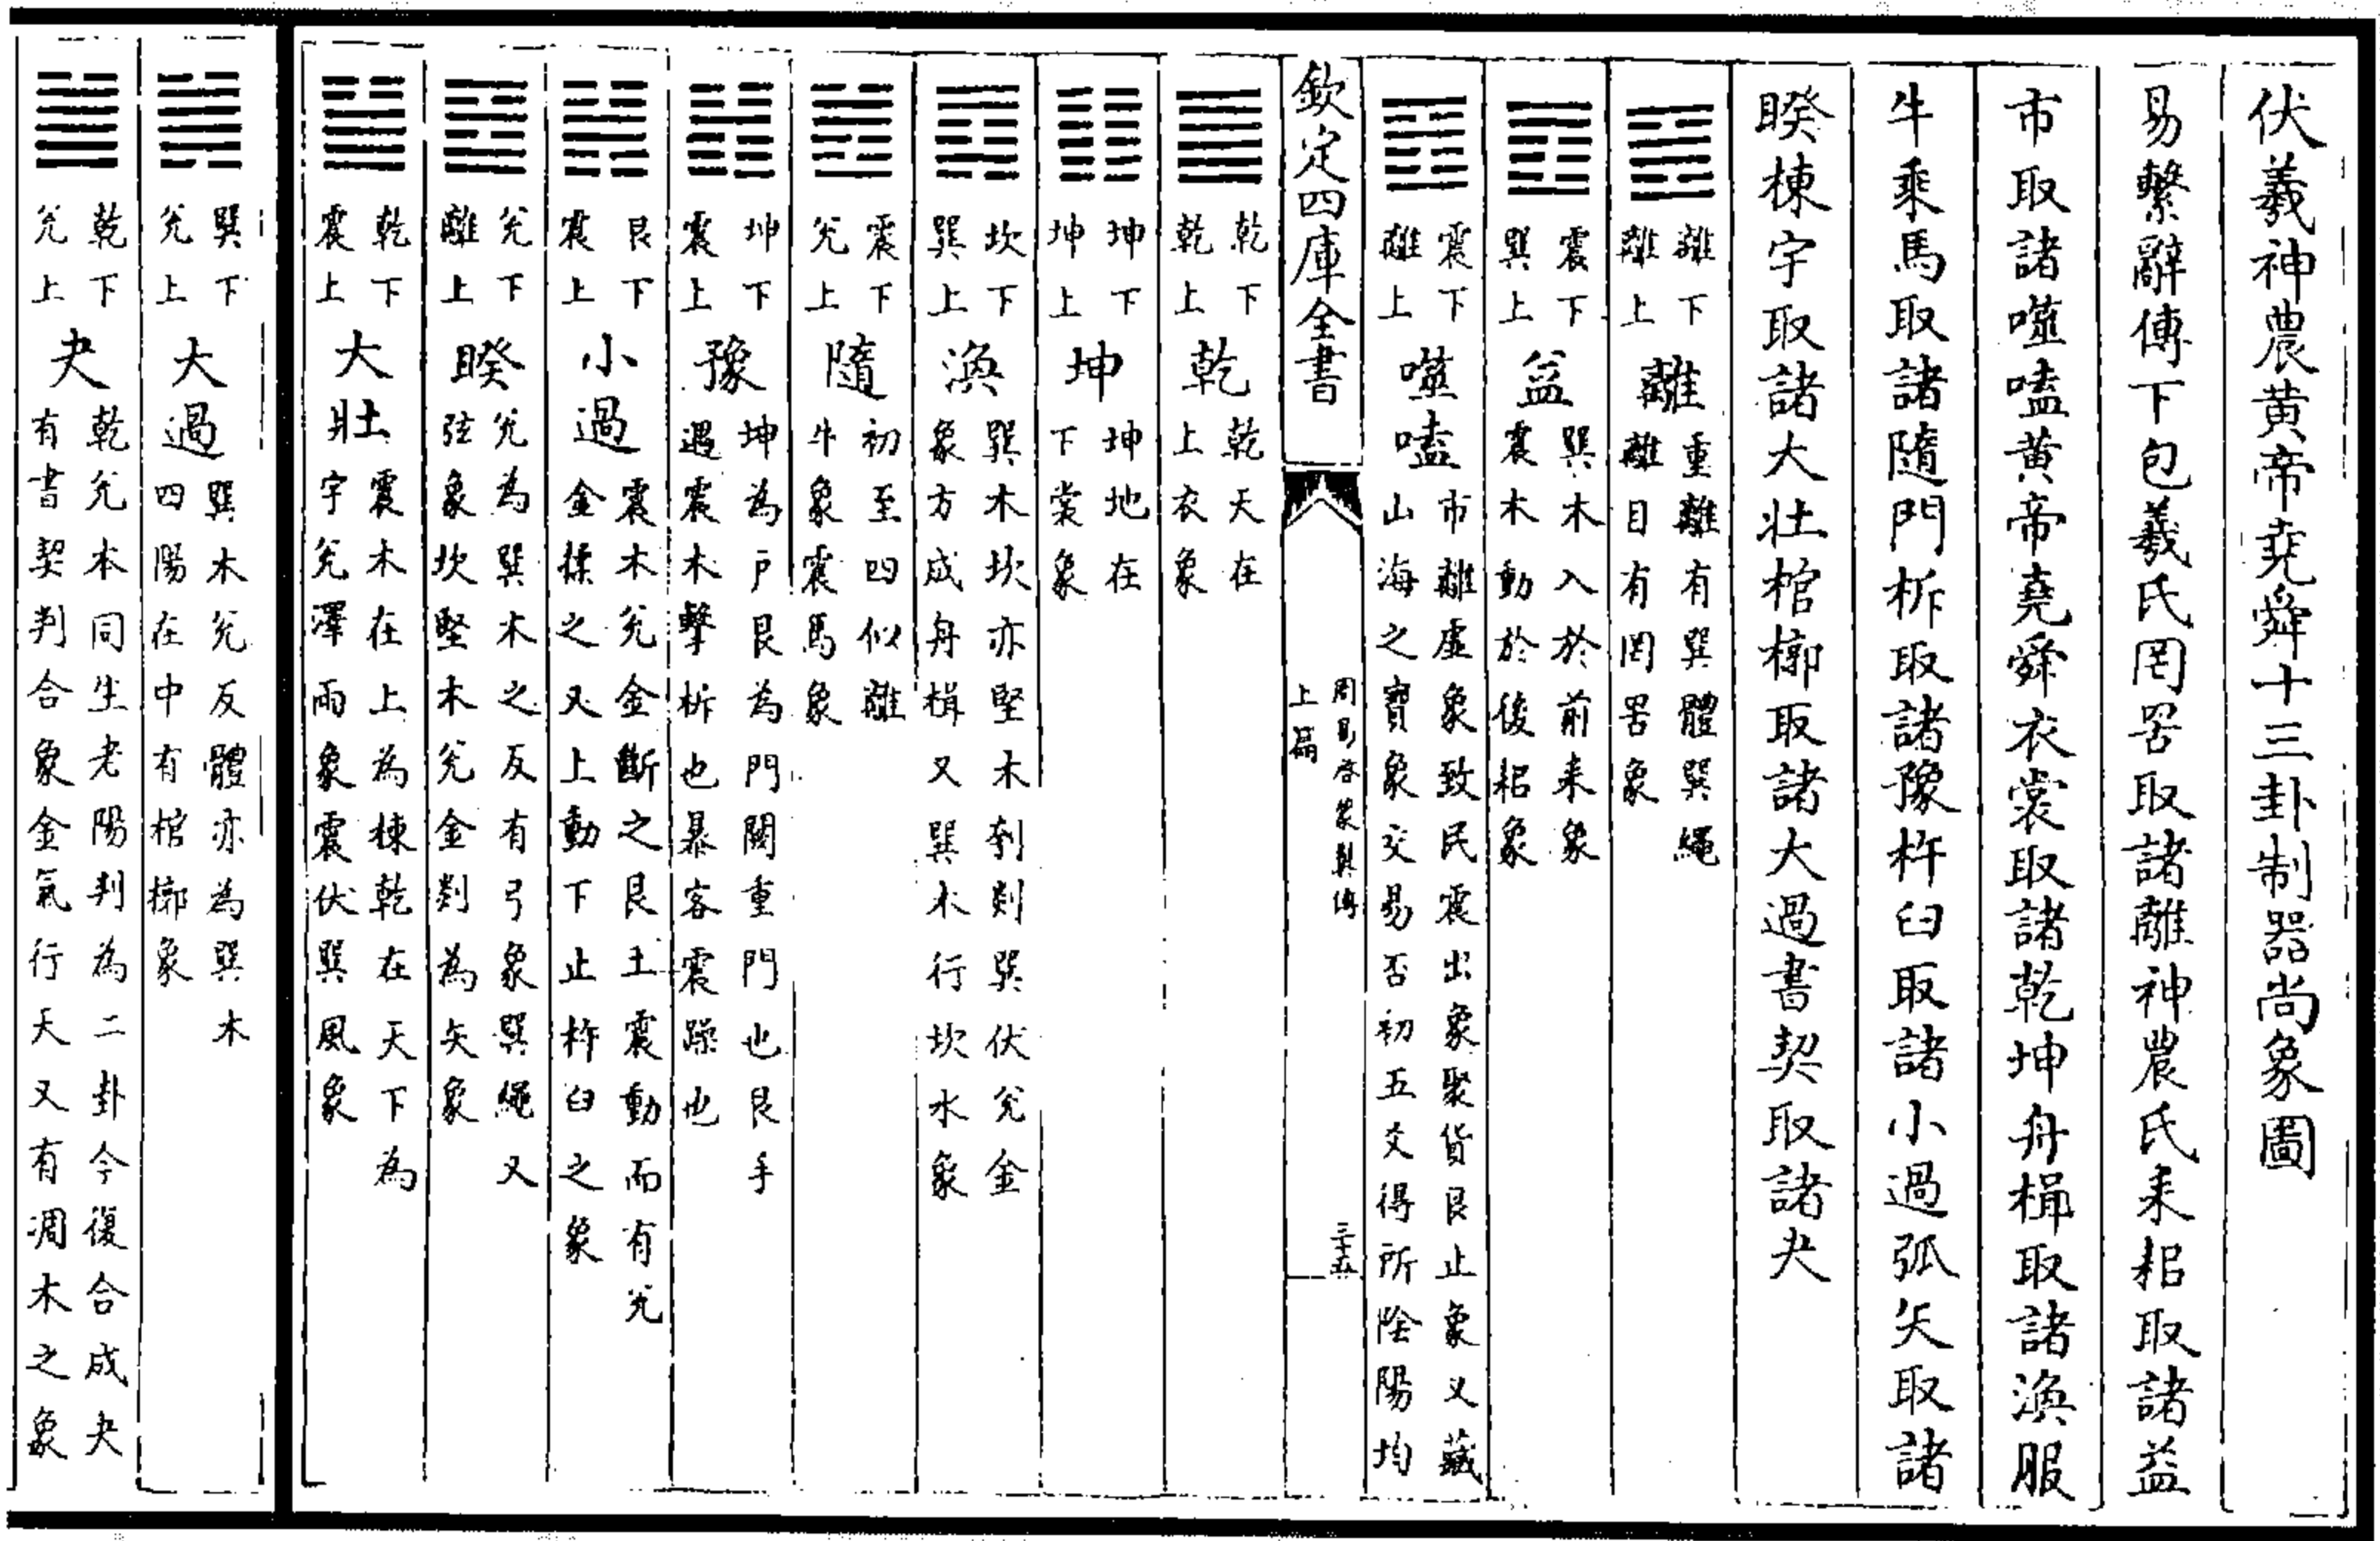 伏羲神農黃帝堯舜十三卦制器尚象圖
易繫辭傳下包羲氏罔罟取諸離神農氏耒耜取諸益
市取諸噬嗑黃帝堯舜衣裳取諸乾坤舟楫取諸渙服
牛乘馬取諸隨門柝取諸豫杵臼取諸小過弧矢取諸
睽棟宇取諸大壯棺槨取諸大過書契取諸夬
離下
離上
離
重離有巽體巽繩
離目有罔罟象
震下
巽上
益
巽木入於前耒象
震木動於後耜象
震下
離上
噬嗑
市離虛象致民震出象聚貨艮止象又藏
山海之寶象交易否初五爻得所陰陽均
欽定四庫全書
周易啓蒙翼傳
上篇
三十五
乾下
乾上
乾
乾天在
上衣象
坤下
坤上
坤
坤地在
下裳象
坎下
巽上
渙
巽木坎亦堅木刳剡巽伏兊金
象方成舟楫又巽木行坎水象
震下
兊上
隨
初至四似離
牛象震馬象
坤下
震上
豫
坤為戶艮為門闕重門也艮手
遇震木擊柝也暴客震躁也
艮下
震上
小過
震木兊金斷之艮土震動而有兊
金揉之又上動下止杵臼之象
兊下
離上
睽
兊為巽木之反有弓象巽繩又
弦象坎堅木兊金剡為矢象
乾下
震上
大壯
震木在上為棟乾在天下為
宇兊澤雨象震伏巽風象
巽下
兊上
大過
巽木兊反體亦為巽木
四陽在中有棺槨象
乾下
兊上
夬
乾兊本同生老陽判為二卦今復合成夬
有書契判合象金氣行天又有凋木之象